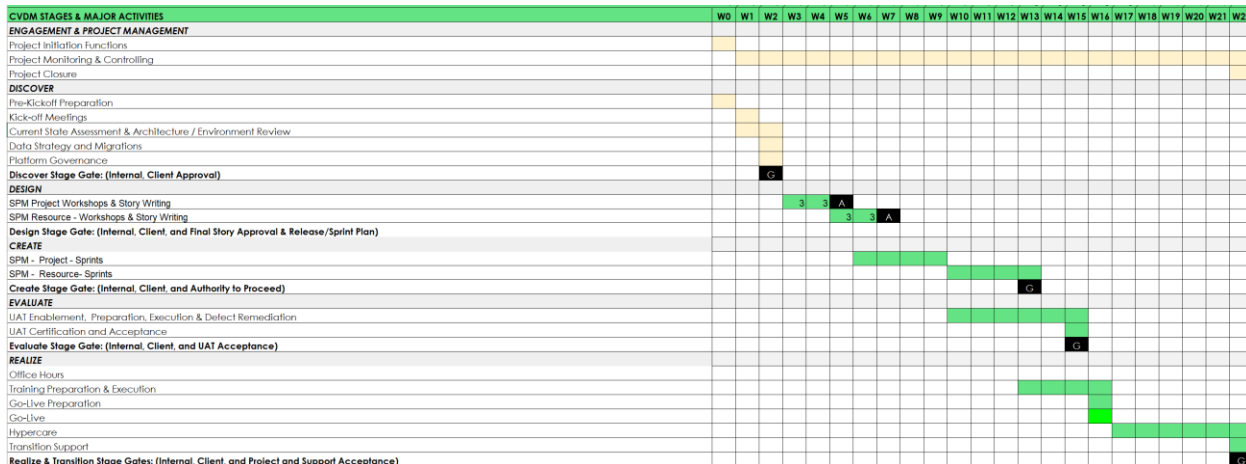 CVDM STAGES & MAJOR ACTIVITIES W0 W1 W2 W3 W4 W5 W6 W7 W8 W9 W10 W11 W12 W13 W14 W15 W16 W17 W18 W19 W20 W21 W2
ENGAGEMENT & PROJECT MANAGEMENT
Project Initiation Functions
Project Monitoring & Controlling
Project Closure
DISCOVER
Pre-Kickoff Preparation
Kick-off Meetings
Current State Assessment & Architecture / Environment Review
Data Strategy and Migrations
Platform Governance
Discover Stage Gate: (Internal, Client Approval) G
DESIGN
SPM Project Workshops & Story Writing 3 3 A
SPM Resource - Workshops & Story Writing 3 3 A
Design Stage Gate: (Internal, Client, and Final Story Approval & Release/Sprint Plan)
CREATE
SPM - Project - Sprints
SPM - Resource- Sprints
Create Stage Gate: (Internal, Client, and Authority to Proceed) G
EVALUATE
UAT Enablement, Preparation, Execution & Defect Remediation
UAT Certification and Acceptance
Evaluate Stage Gate: (Internal, Client, and UAT Acceptance) G
REALIZE
Office Hours
Training Preparation & Execution
Go-Live Preparation
Go-Live
Hypercare
Transition Support
Realize & Transition Stage Gates: (Internal, Client, and Project and Support Acceptance) G